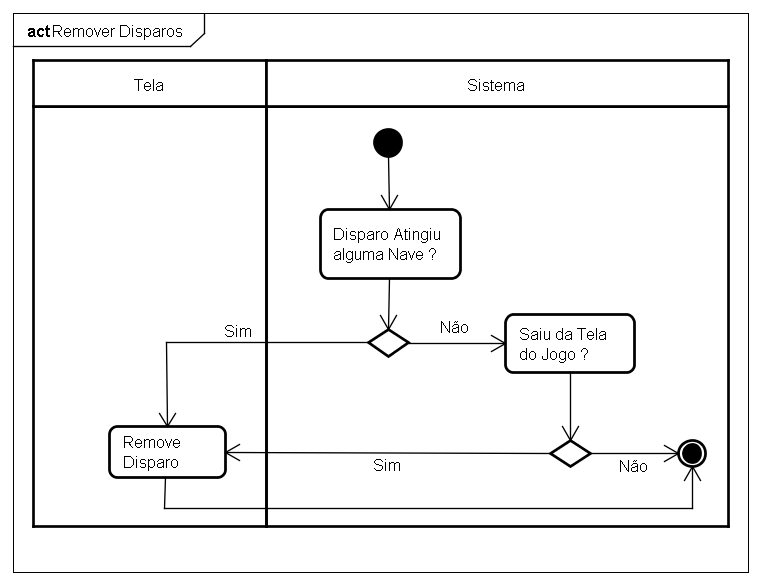 act Remover Disparos
Tela
Sistema
Disparo Atingiu
alguma Nave ?
Sim
Não
Saiu da Tela
do Jogo ?
Remove
Disparo
Sim
Não